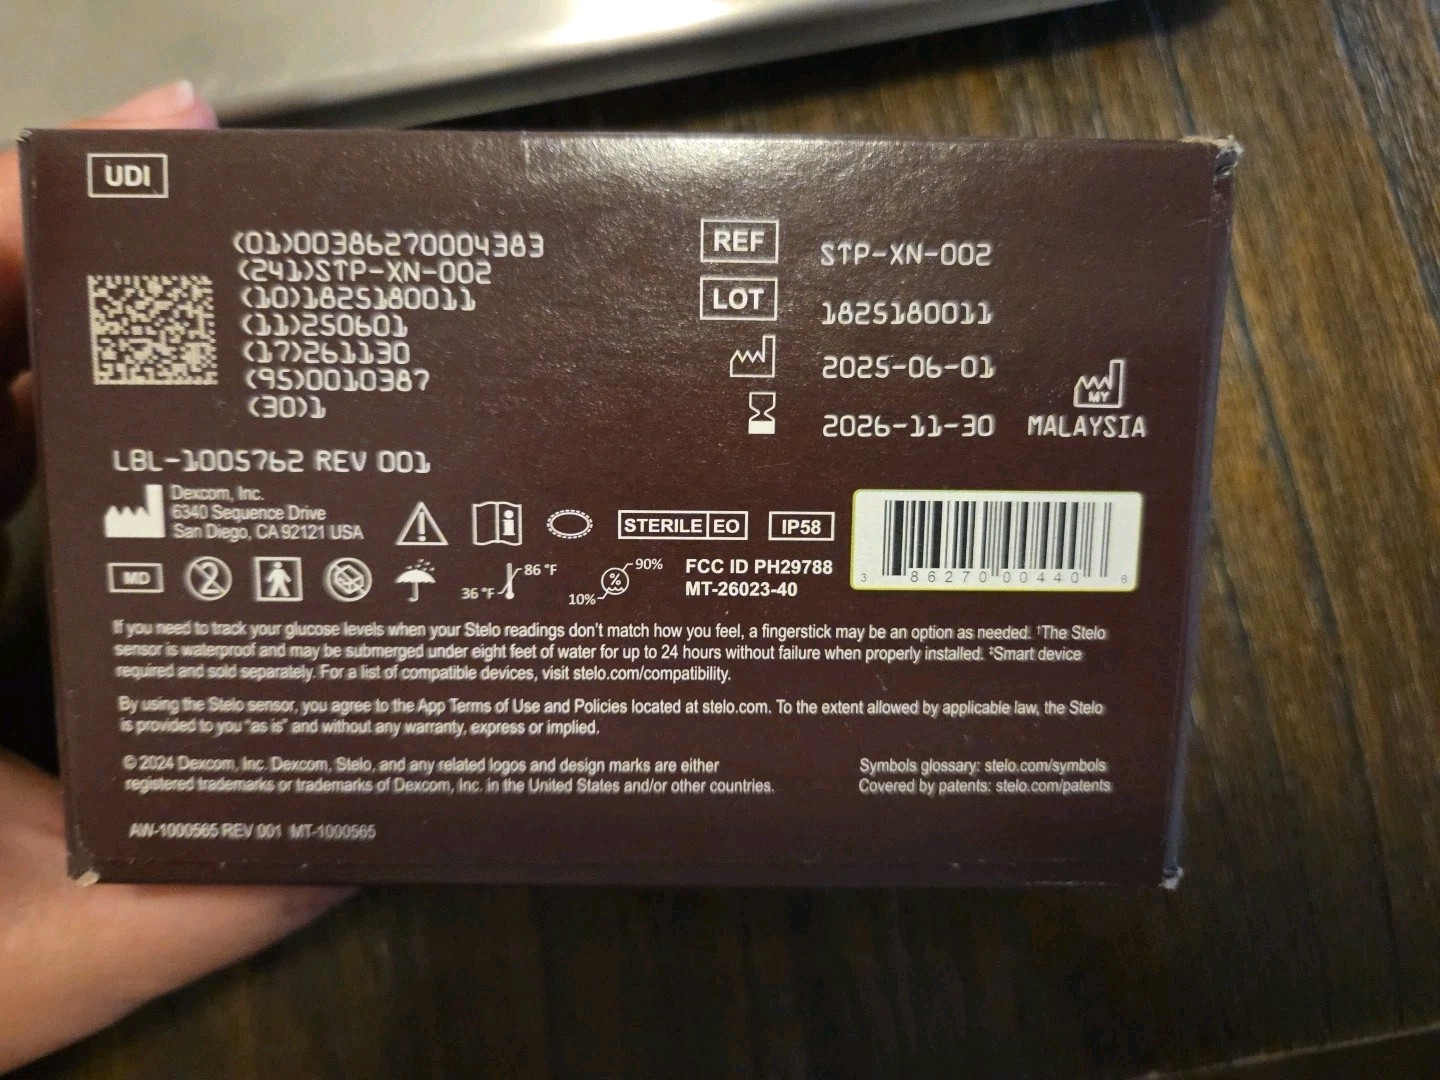 UDI
(01)00386270004383
(241)STP-XN-002
(10)1825180011
(11)250601
(17)261130
(95)0010387
(30)1
REF STP-XN-002
LOT 1825180011
2025-06-01
2026-11-30
MY
MALAYSIA
LBL-1005762 REV 001
Dexcom, Inc.
6340 Sequence Drive
San Diego, CA 92121 USA
STERILE EO
IP58
MD
2
36 °F 86 °F
10% % 90%
FCC ID PH29788
MT-26023-40
3 86270 00440 6
If you need to track your glucose levels when your Stelo readings don't match how you feel, a fingerstick may be an option as needed. †The Stelo
sensor is waterproof and may be submerged under eight feet of water for up to 24 hours without failure when properly installed. ‡Smart device
required and sold separately. For a list of compatible devices, visit stelo.com/compatibility.
By using the Stelo sensor, you agree to the App Terms of Use and Policies located at stelo.com. To the extent allowed by applicable law, the Stelo
is provided to you "as is" and without any warranty, express or implied.
© 2024 Dexcom, Inc. Dexcom, Stelo, and any related logos and design marks are either
registered trademarks or trademarks of Dexcom, Inc. in the United States and/or other countries.
Symbols glossary: stelo.com/symbols
Covered by patents: stelo.com/patents
AW-1000565 REV 001 MT-1000565